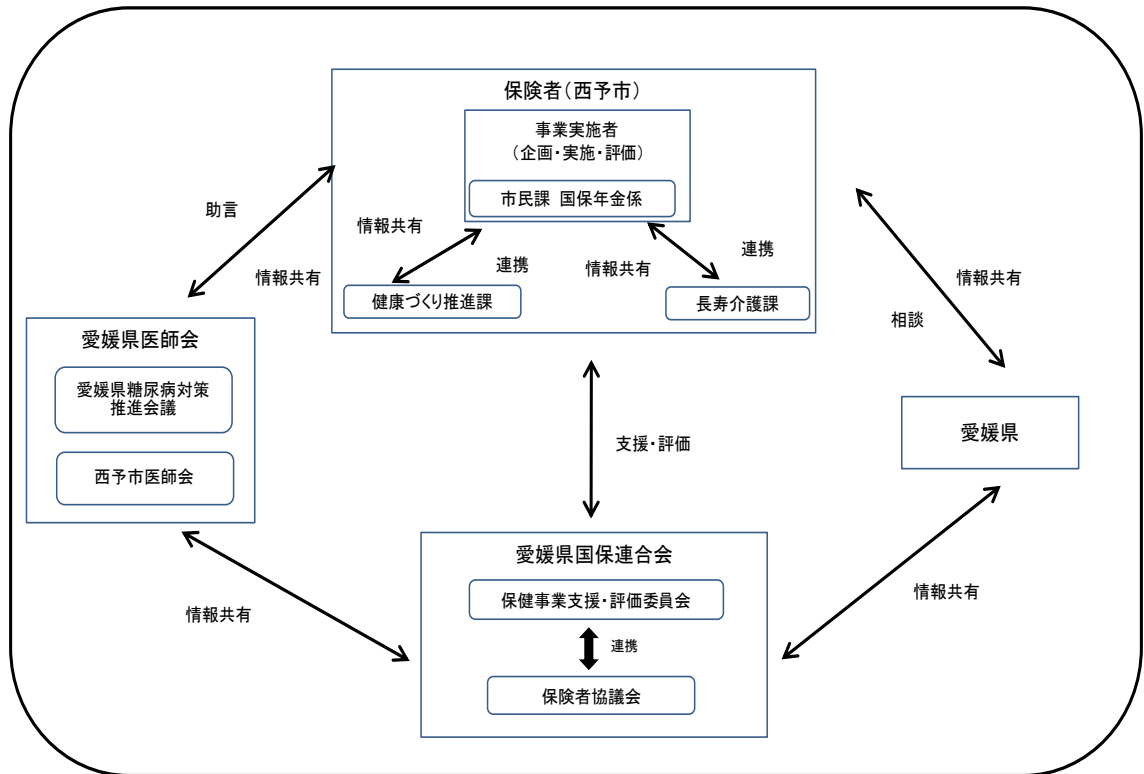 保険者(西予市)
事業実施者
(企画・実施・評価)
市民課 国保年金係
助言
情報共有
情報共有
連携
情報共有
連携
健康づくり推進課
長寿介護課
情報共有
相談
愛媛県医師会
愛媛県糖尿病対策
推進会議
西予市医師会
支援・評価
愛媛県
愛媛県国保連合会
保健事業支援・評価委員会
連携
保険者協議会
情報共有
情報共有